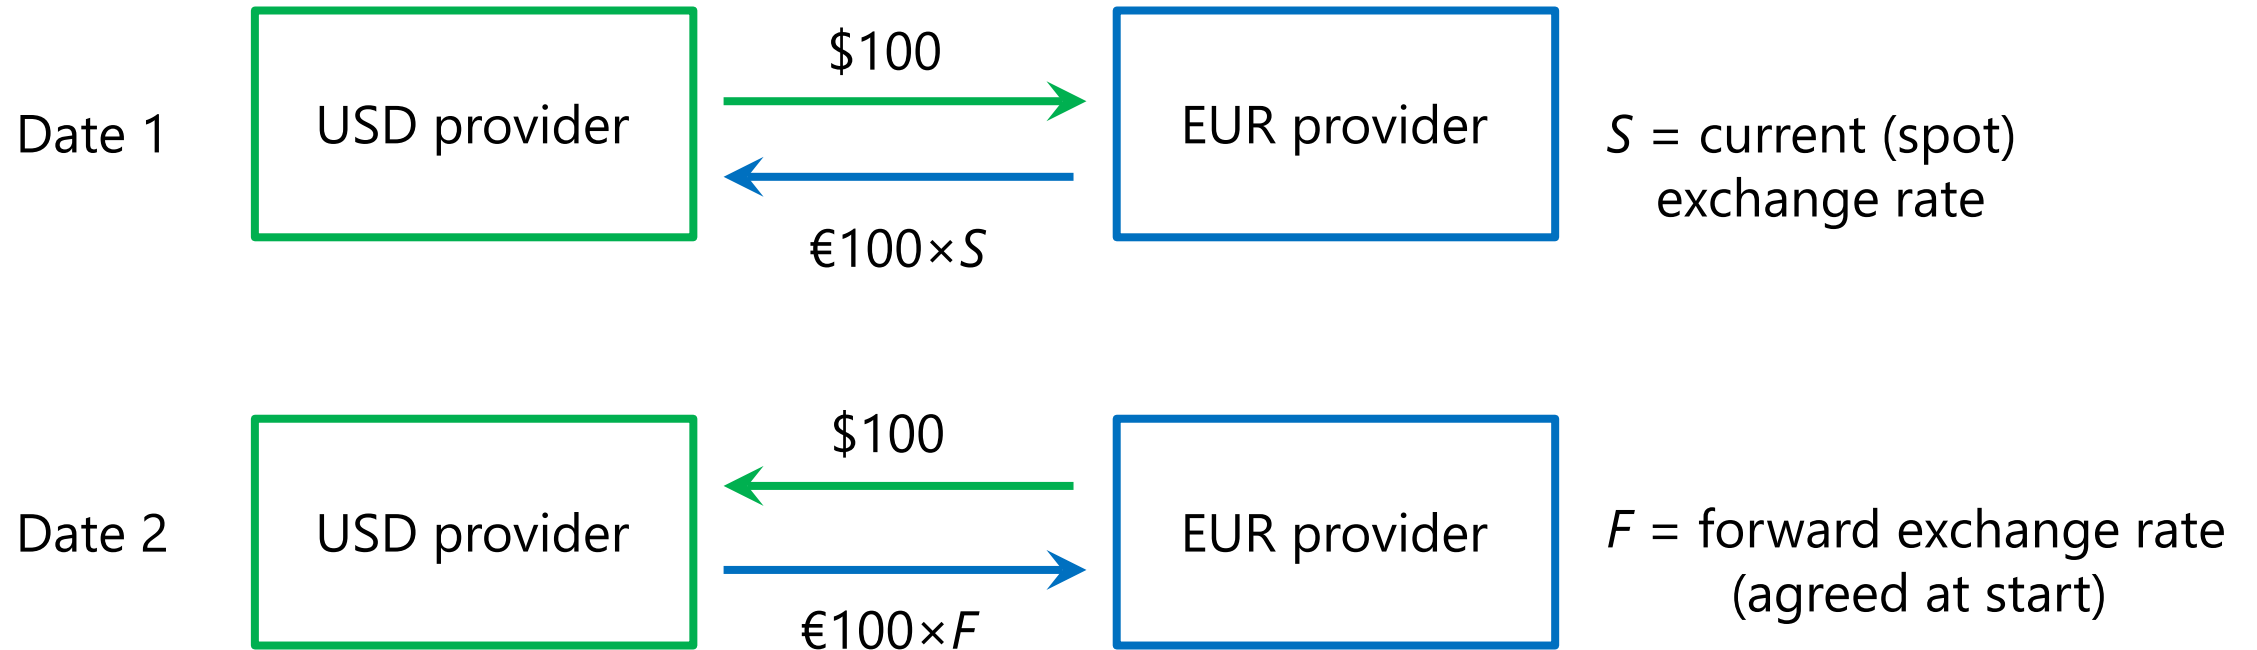 Date 1
USD provider
$100
€100×S
EUR provider
S = current (spot)
exchange rate
Date 2
USD provider
$100
€100×F
EUR provider
F = forward exchange rate
(agreed at start)